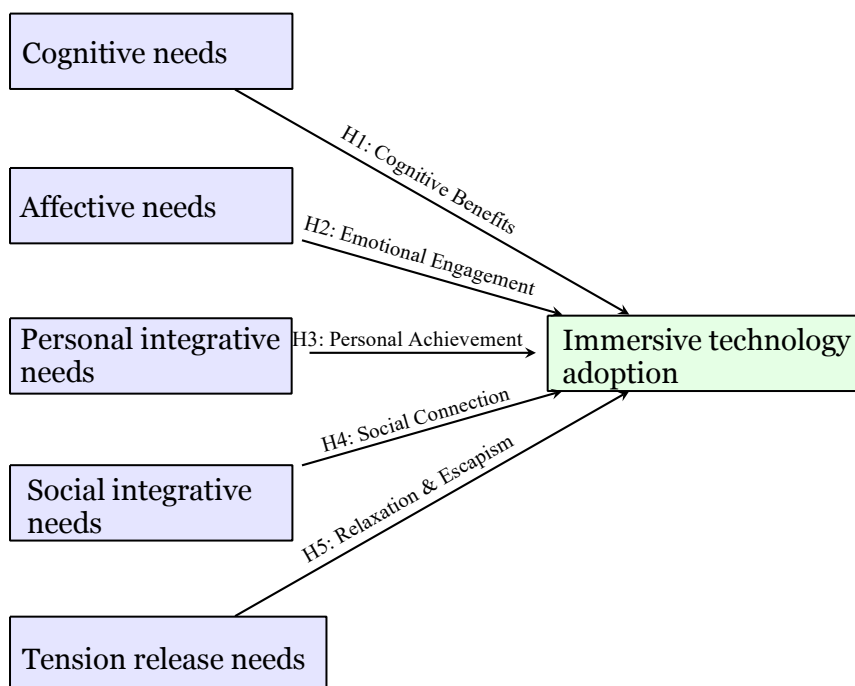 Cognitive needs
H1: Cognitive Benefits
Affective needs
H2: Emotional Engagement
Personal integrative
needs
H3: Personal Achievement
Immersive technology
adoption
H4: Social Connection
Social integrative
needs
H5: Relaxation & Escapism
Tension release needs